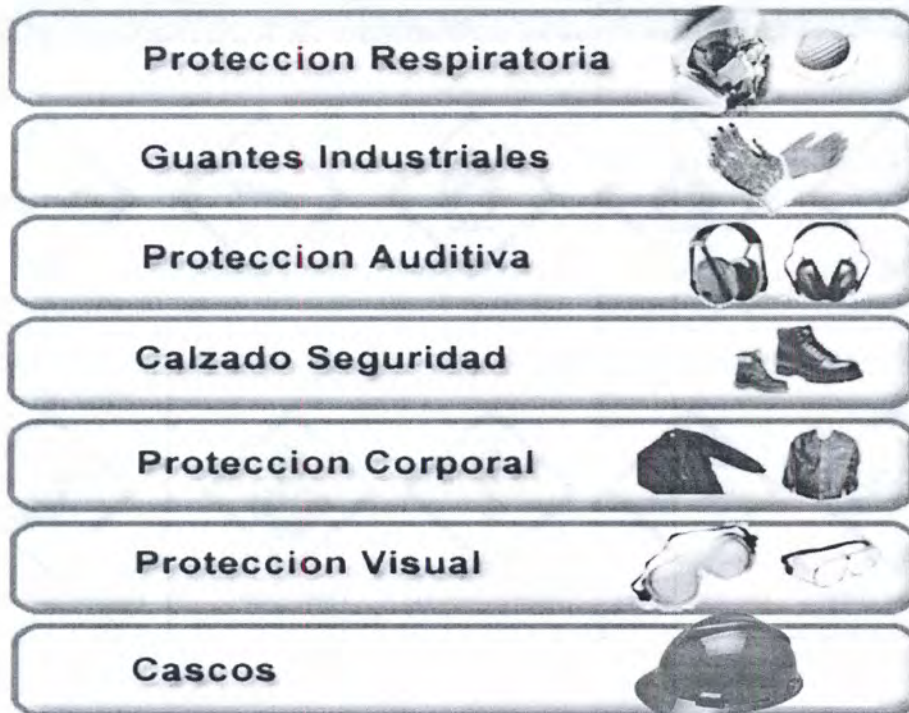 Proteccion Respiratoria
Guantes Industriales
Proteccion Auditiva
Calzado Seguridad
Proteccion Corporal
Proteccion Visual
Cascos